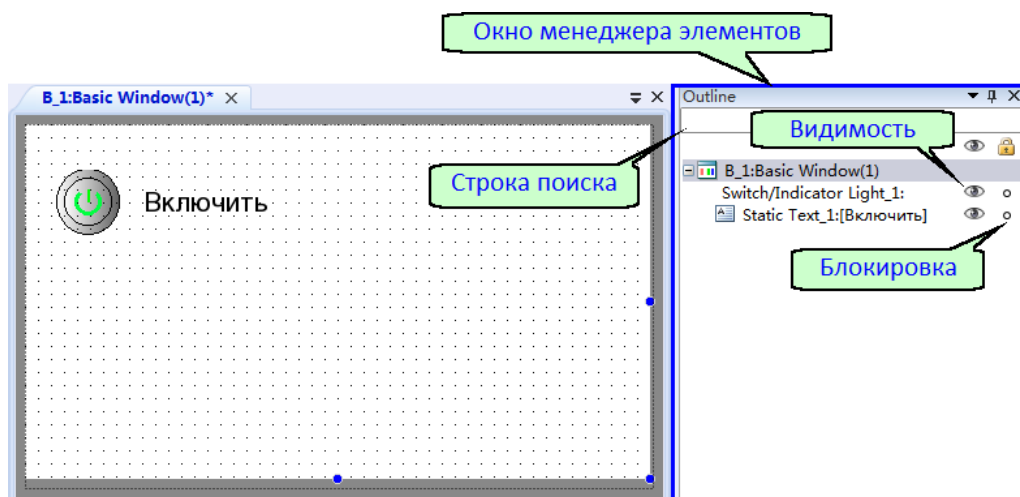 Окно менеджера элементов
B_1:Basic Window(1)*
Outline
Видимость
Строка поиска
B_1:Basic Window(1)
Switch/Indicator Light_1:
Включить
Static Text_1:[Включить]
Блокировка